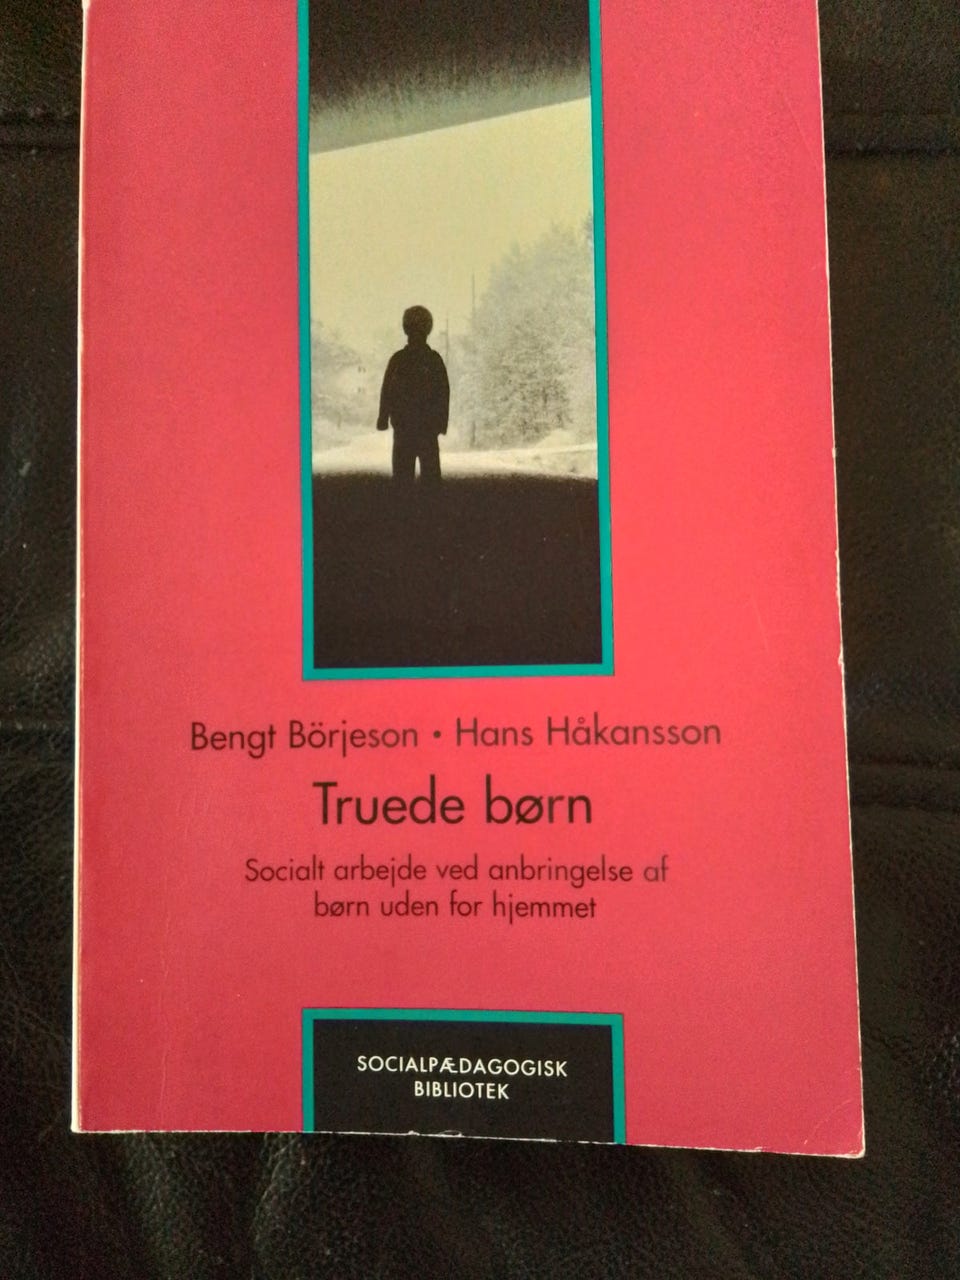 Bengt Börjeson • Hans Håkansson
Truede børn
Socialt arbejde ved anbringelse af
børn uden for hjemmet
SOCIALPÆDAGOGISK
BIBLIOTEK